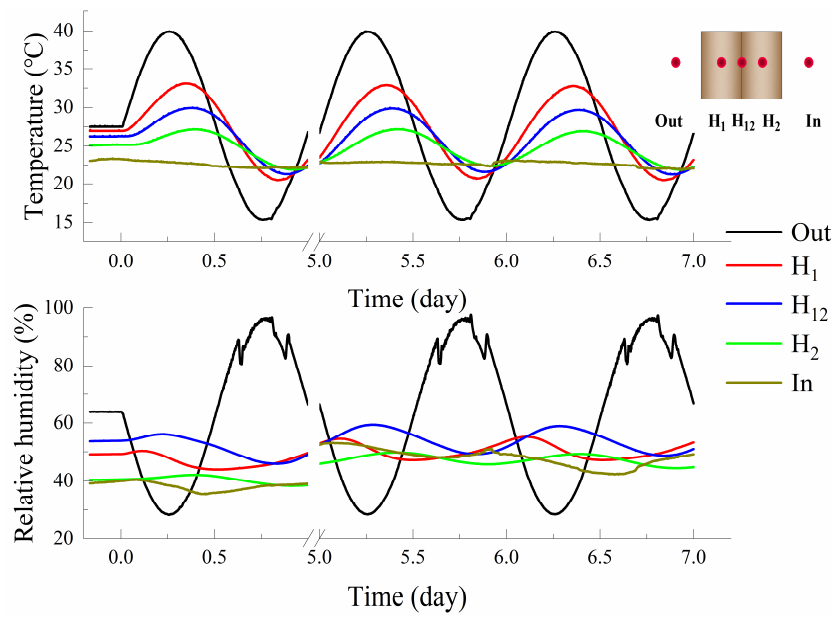 Temperature (°C)
40
35
30
25
20
15
0.0 0.5 5.0 5.5 6.0 6.5 7.0
Time (day)
Out H₁ H₁₂ H₂ In
Out
H₁
H₁₂
H₂
In
Relative humidity (%)
100
80
60
40
20
0.0 0.5 5.0 5.5 6.0 6.5 7.0
Time (day)